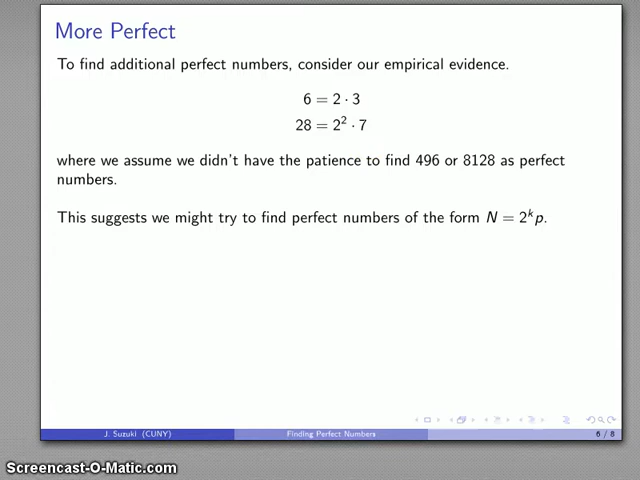 More Perfect
To find additional perfect numbers, consider our empirical evidence.
6 = 2 · 3
28 = 2² · 7
where we assume we didn't have the patience to find 496 or 8128 as perfect
numbers.
This suggests we might try to find perfect numbers of the form N = 2ᵏp.
J. Suzuki (CUNY) Finding Perfect Numbers 6 / 8
Screencast-O-Matic.com